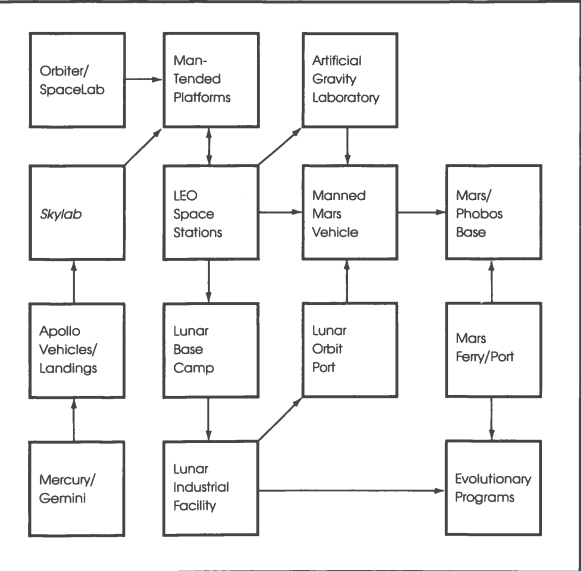 Orbiter/
SpaceLab
Man-
Tended
Platforms
Artificial
Gravity
Laboratory
Skylab
LEO
Space
Stations
Manned
Mars
Vehicle
Mars/
Phobos
Base
Apollo
Vehicles/
Landings
Lunar
Base
Camp
Lunar
Orbit
Port
Mars
Ferry/Port
Mercury/
Gemini
Lunar
Industrial
Facility
Evolutionary
Programs